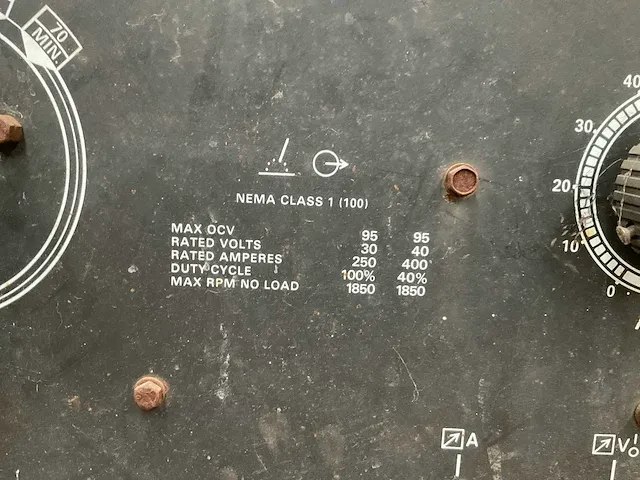 70
MIN.
NEMA CLASS 1 (100)
MAX OCV 95 95
RATED VOLTS 30 40
RATED AMPERES 250 400
DUTY CYCLE 100% 40%
MAX RPM NO LOAD 1850 1850
40
30
20
10
0
A
V